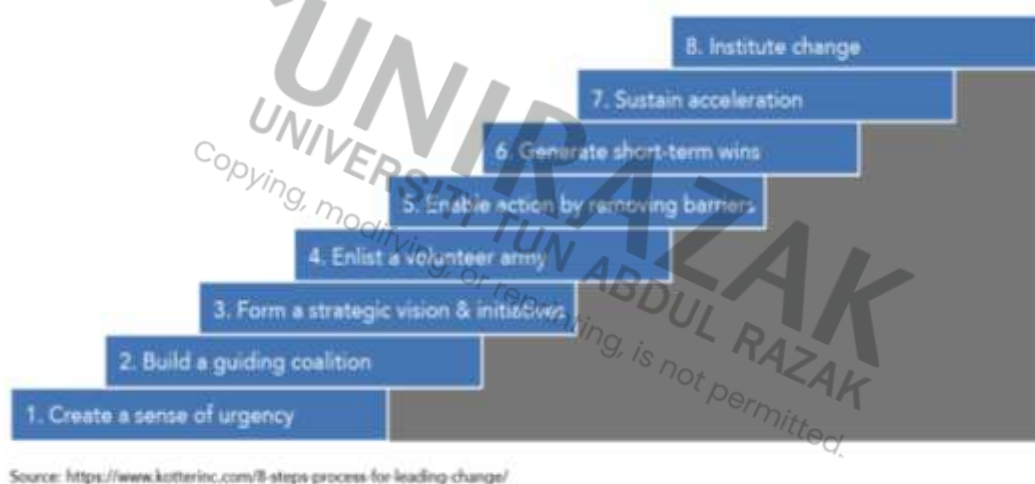 8. Institute change
7. Sustain acceleration
6. Generate short-term wins
5. Enable action by removing barriers
4. Enlist a volunteer army
3. Form a strategic vision & initiatives
2. Build a guiding coalition
1. Create a sense of urgency
Source: https://www.kotterinc.com/8-steps-process-for-leading-change/
UNIRAZAK
UNIVERSITI TUN ABDUL RAZAK
Copying, modifying, or reprinting, is not permitted.